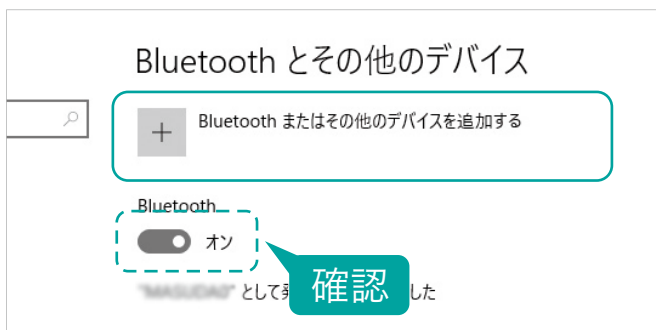 Bluetooth とその他のデバイス
Bluetooth またはその他のデバイスを追加する
Bluetooth
オン
確認
として
した